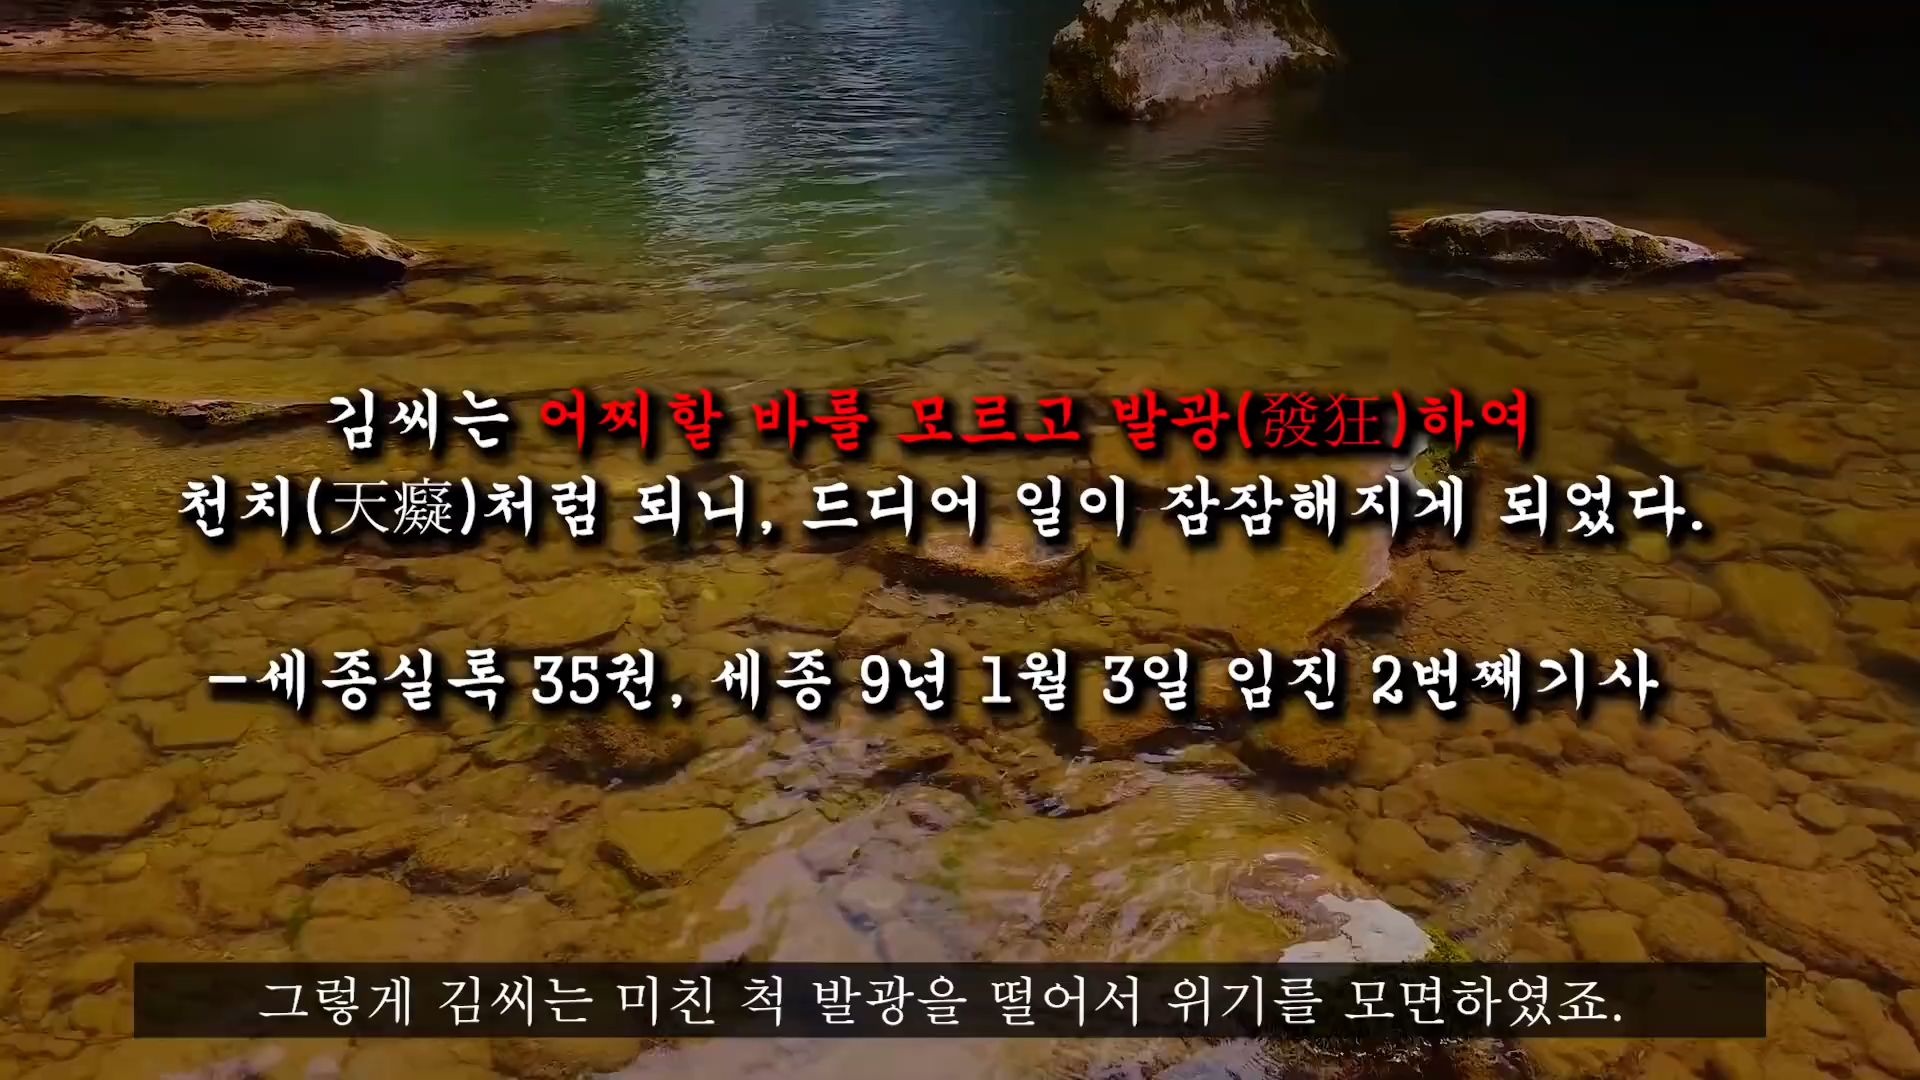 김씨는 어찌할 바를 모르고 발광(發狂)하여
천치(天癡)처럼 되니, 드디어 일이 잠잠해지게 되었다.
-세종실록 35권, 세종 9년 1월 3일 임진 2번째기사
그렇게 김씨는 미친 척 발광을 떨어서 위기를 모면하였죠.